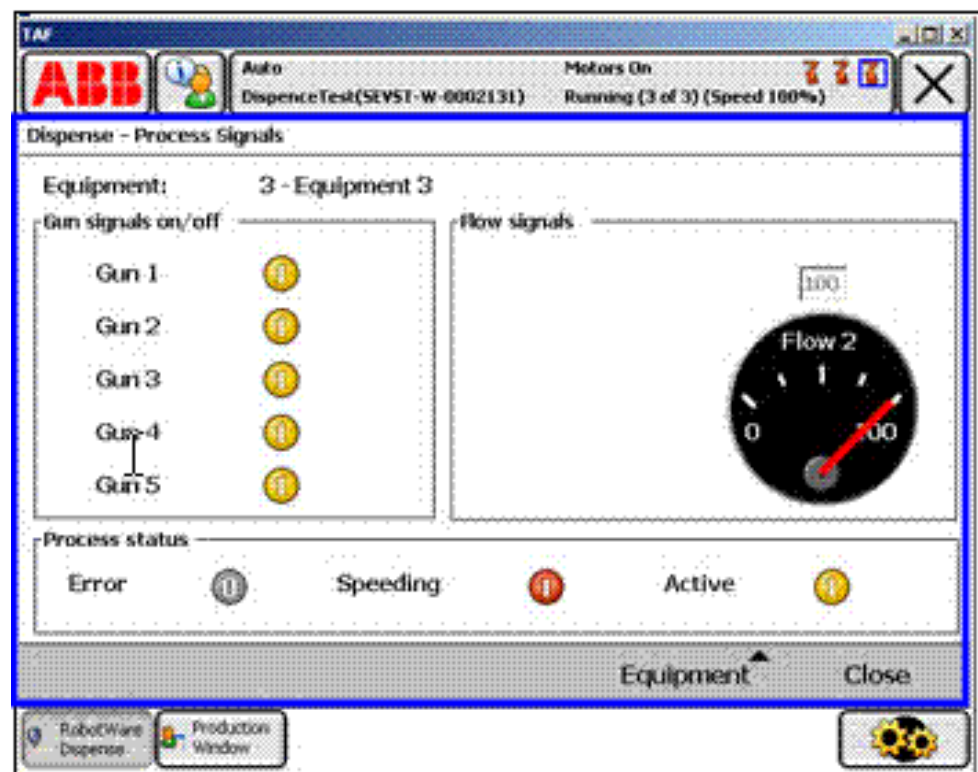 TAF
ABB
Auto
Motors On
DispenceTest(SEVST-W-0002131)
Running (3 of 3) (Speed 100%)
Dispense - Process Signals
Equipment: 3 - Equipment 3
Gun signals on/off
Gun 1
Gun 2
Gun 3
Gun 4
Gun 5
Flow signals
100
Flow 2
0 100
Process status
Error Speeding Active
Equipment Close
RobotWare
Dispense
Production
Window